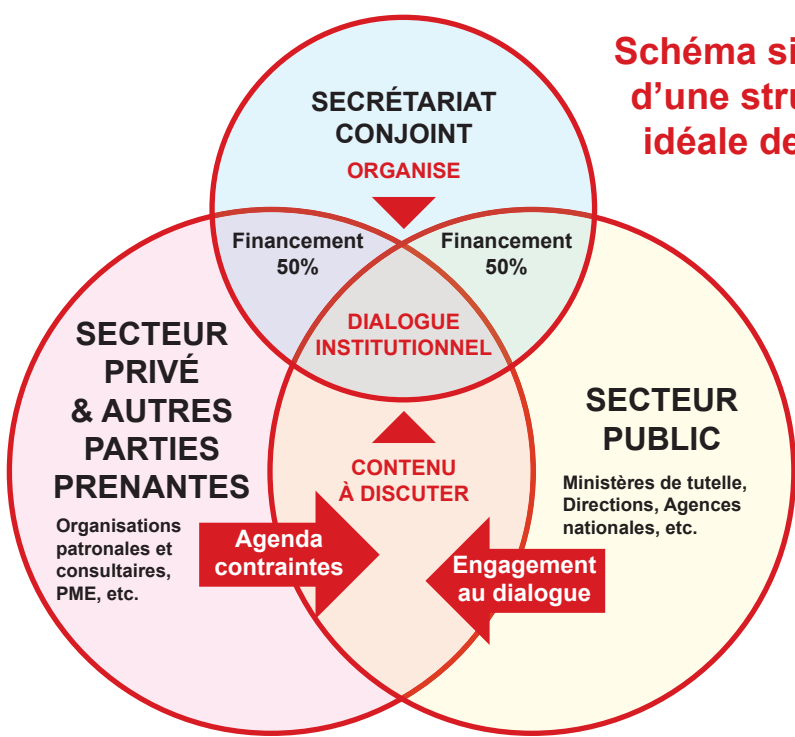 Schéma si
d'une stru
idéale de
SECRÉTARIAT
CONJOINT
ORGANISE
Financement
50%
Financement
50%
DIALOGUE
INSTITUTIONNEL
SECTEUR
PRIVÉ
& AUTRES
PARTIES
PRENANTES
Organisations
patronales et
consultaires,
PME, etc.
SECTEUR
PUBLIC
Ministères de tutelle,
Directions, Agences
nationales, etc.
CONTENU
À DISCUTER
Agenda
contraintes
Engagement
au dialogue